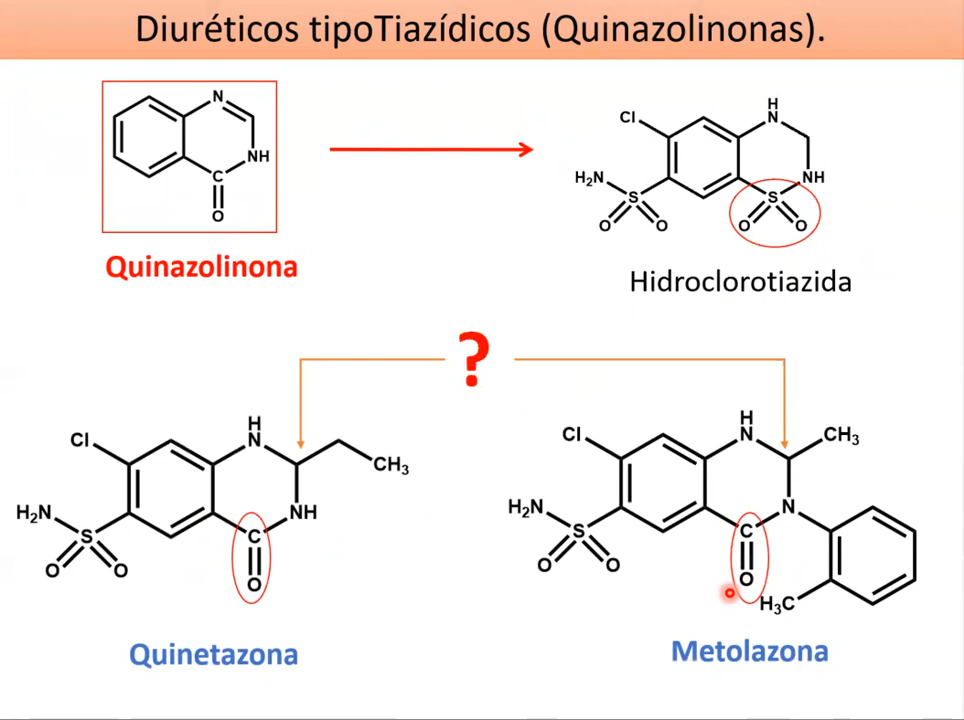 Diuréticos tipoTiazídicos (Quinazolinonas).
N
NH
C
O
Quinazolinona
H
N
Cl
NH
H₂N
S
S
O
O
O
O
Hidroclorotiazida
?
H
N
Cl
CH₃
H₂N
NH
S
C
O
O
O
Quinetazona
H
N
Cl
CH₃
H₂N
N
S
C
O
O
O
H₃C
Metolazona